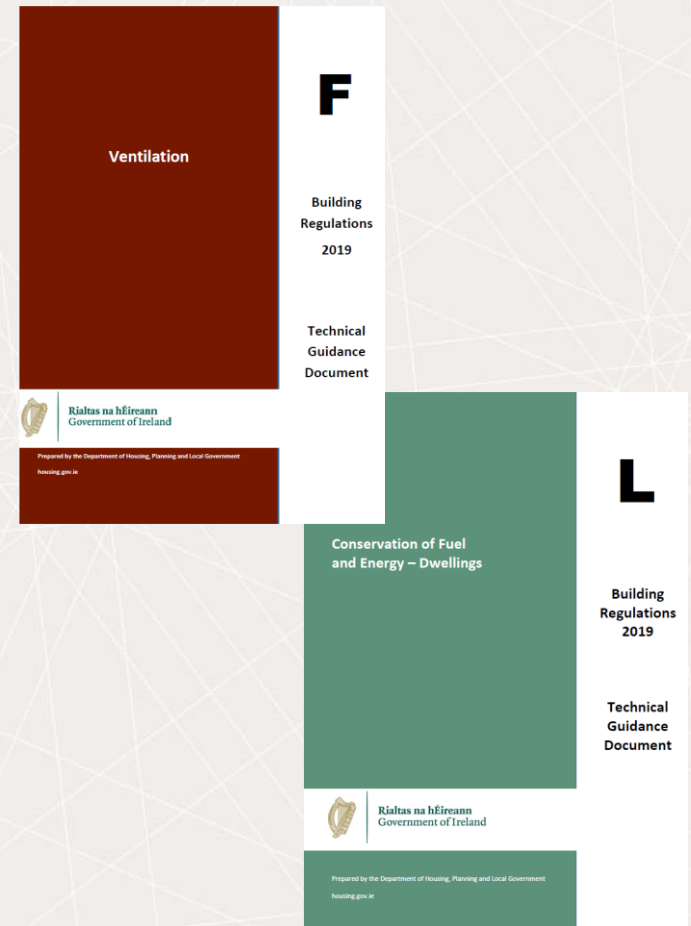 Ventilation
F
Building
Regulations
2019
Technical
Guidance
Document
Rialtas na hÉireann
Government of Ireland
Prepared by the Department of Housing, Planning and Local Government
housing.gov.ie
Conservation of Fuel
and Energy – Dwellings
L
Building
Regulations
2019
Technical
Guidance
Document
Rialtas na hÉireann
Government of Ireland
Prepared by the Department of Housing, Planning and Local Government
housing.gov.ie